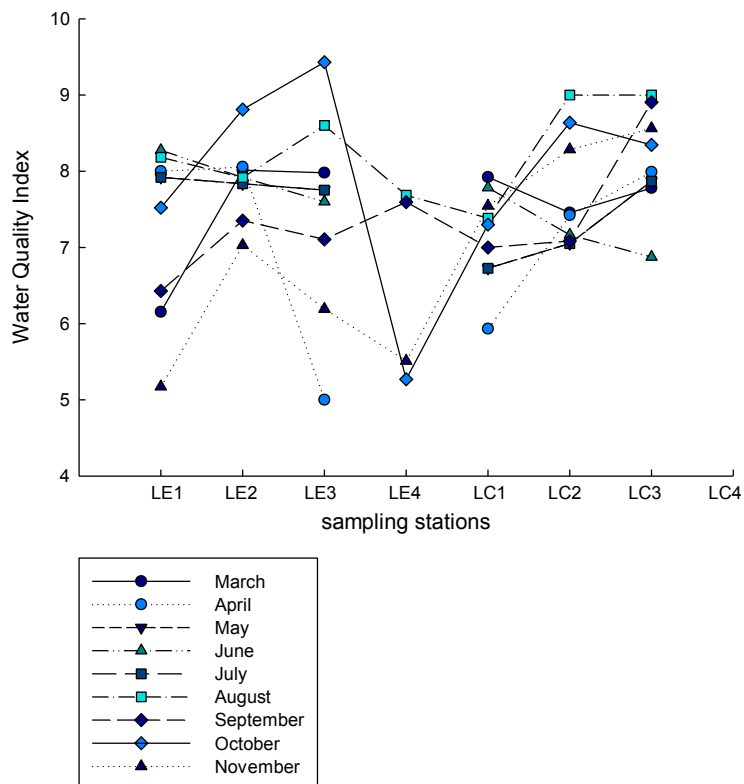 10
9
8
7
6
5
4
Water Quality Index
LE1 LE2 LE3 LE4 LC1 LC2 LC3 LC4
sampling stations
March
April
May
June
July
August
September
October
November